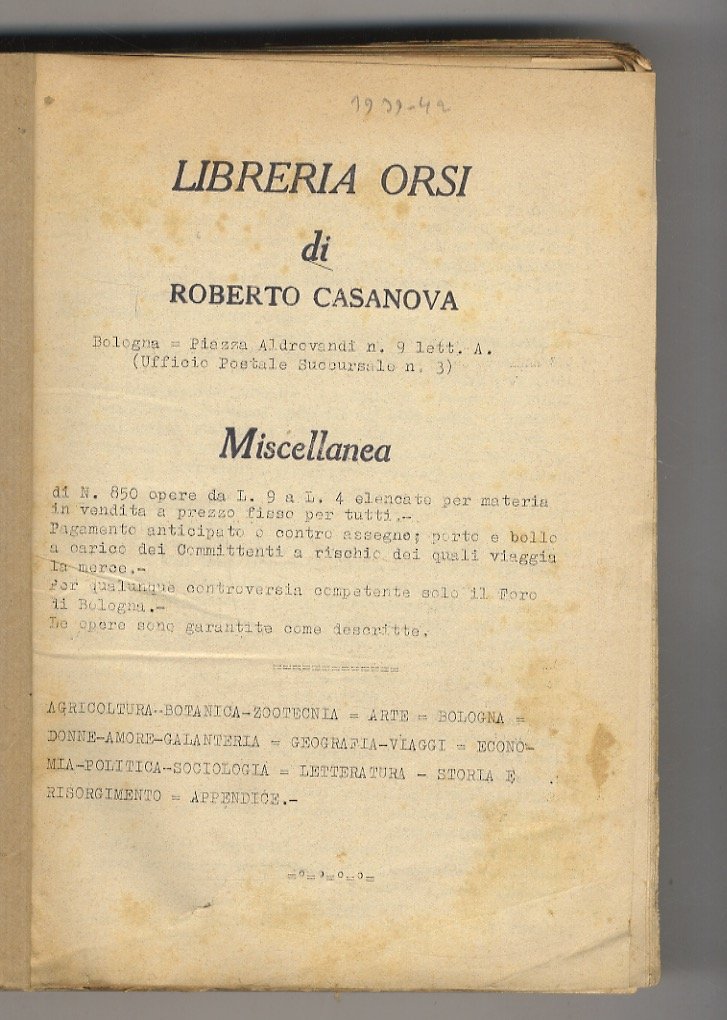 1939-42
LIBRERIA ORSI
di
ROBERTO CASANOVA
Bologna = Piazza Aldrovandi n. 9 lett. A.
(Ufficio Postale Succursale n. 3)
Miscellanea
di N. 850 opere da L. 9 a L. 4 elencate per materia
in vendita a prezzo fisso per tutti.-
Pagamento anticipato o contro assegno; porto e bollo
a carico dei Committenti a rischio dei quali viaggia
la merce.-
Per qualunque controversia competente solo il Foro
di Bologna.-
Le opere sono garantite come descritte.
=============
AGRICOLTURA-BOTANICA-ZOOTECNIA = ARTE = BOLOGNA =
DONNE-AMORE-GALANTERIA = GEOGRAFIA-VIAGGI = ECONO-
MIA-POLITICA-SOCIOLOGIA = LETTERATURA - STORIA E
RISORGIMENTO = APPENDICE.-
=°=°=°=°=